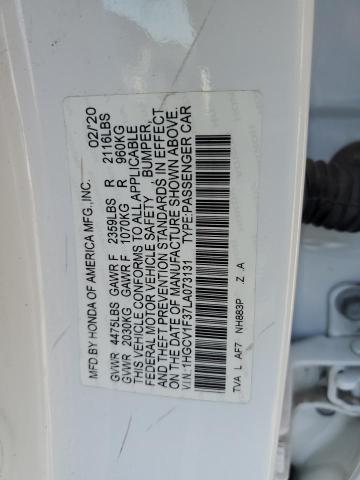 MFD BY HONDA OF AMERICA MFG.,INC. 02/20
GVWR 4475LBS GAWR F 2359LBS R 2116LBS
GVWR 2030KG GAWR F 1070KG R 960KG
THIS VEHICLE CONFORMS TO ALL APPLICABLE
FEDERAL MOTOR VEHICLE SAFETY , BUMPER,
AND THEFT PREVENTION STANDARDS IN EFFECT
ON THE DATE OF MANUFACTURE SHOWN ABOVE.
V.I.N.:1HGCV1F37LA073131 TYPE:PASSENGER CAR
TVA L AF7 NH883P Z .A